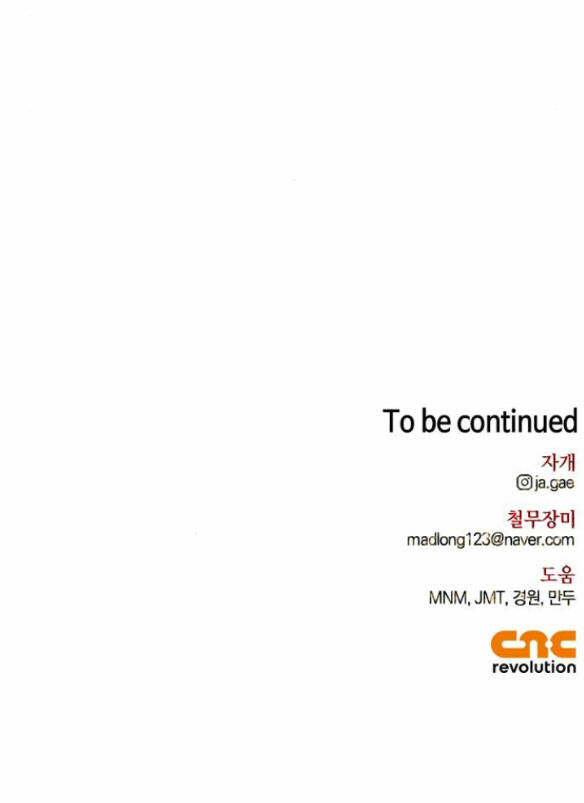 To be continued
자개
ja.gae
철무장미
madlong123@naver.com
도움
MNM, JMT, 경원, 만두
CRC
revolution